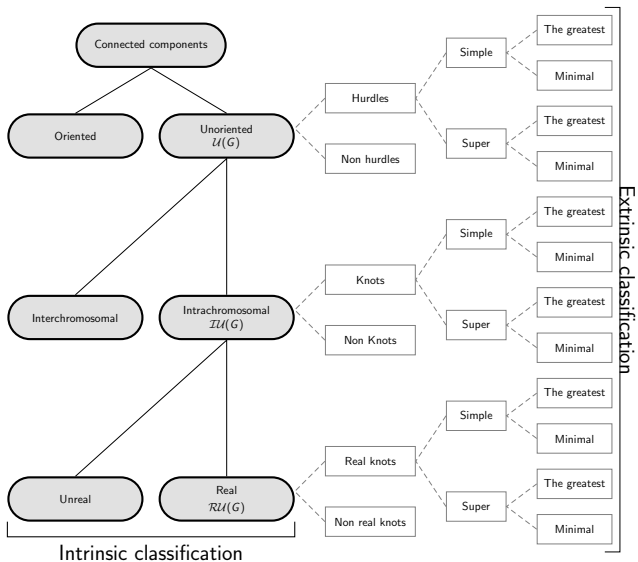 Connected components
Oriented
Unoriented
𝒰(G)
Hurdles
Non hurdles
Simple
Super
The greatest
Minimal
The greatest
Minimal
Interchromosomal
Intrachromosomal
ℐ𝒰(G)
Knots
Non Knots
Simple
Super
The greatest
Minimal
The greatest
Minimal
Unreal
Real
ℛ𝒰(G)
Real knots
Non real knots
Simple
Super
The greatest
Minimal
The greatest
Minimal
Intrinsic classification
Extrinsic classification